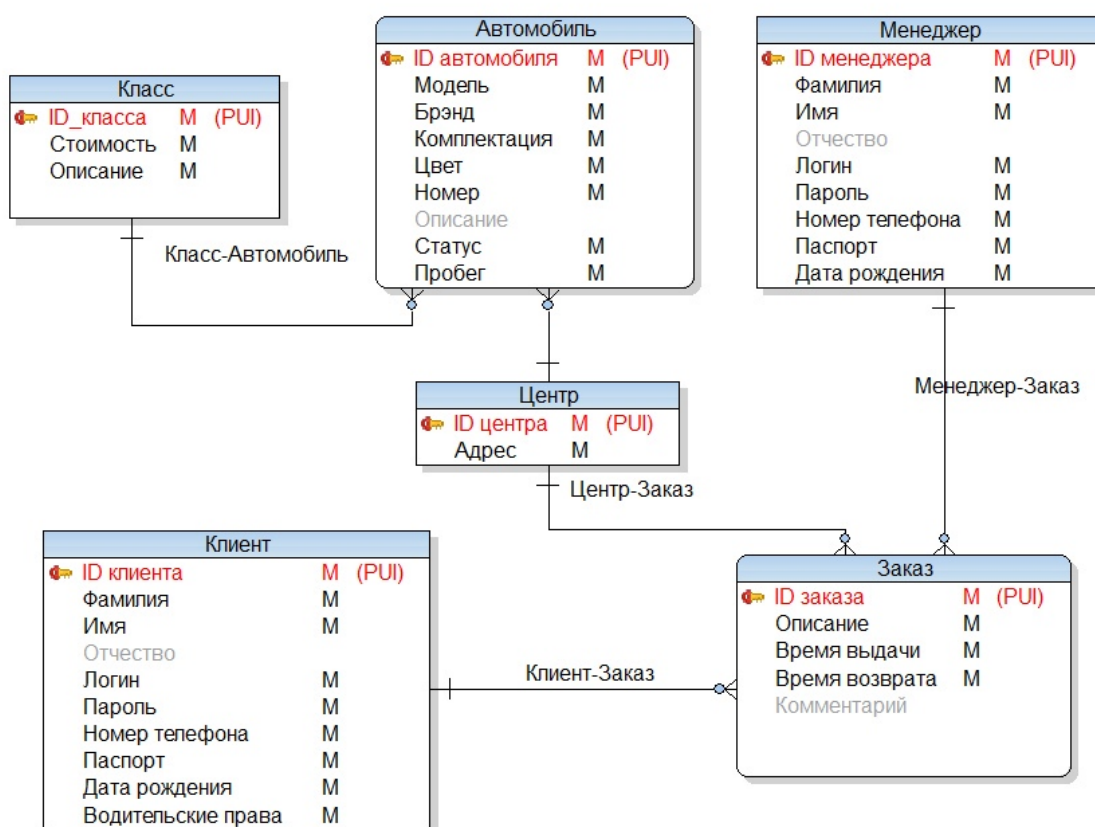 Класс
ID_класса M (PUI)
Стоимость M
Описание M
Класс-Автомобиль
Автомобиль
ID автомобиля M (PUI)
Модель M
Брэнд M
Комплектация M
Цвет M
Номер M
Описание
Статус M
Пробег M
Менеджер
ID менеджера M (PUI)
Фамилия M
Имя M
Отчество
Логин M
Пароль M
Номер телефона M
Паспорт M
Дата рождения M
Менеджер-Заказ
Центр
ID центра M (PUI)
Адрес M
Центр-Заказ
Клиент
ID клиента M (PUI)
Фамилия M
Имя M
Отчество
Логин M
Пароль M
Номер телефона M
Паспорт M
Дата рождения M
Водительские права M
Клиент-Заказ
Заказ
ID заказа M (PUI)
Описание M
Время выдачи M
Время возврата M
Комментарий